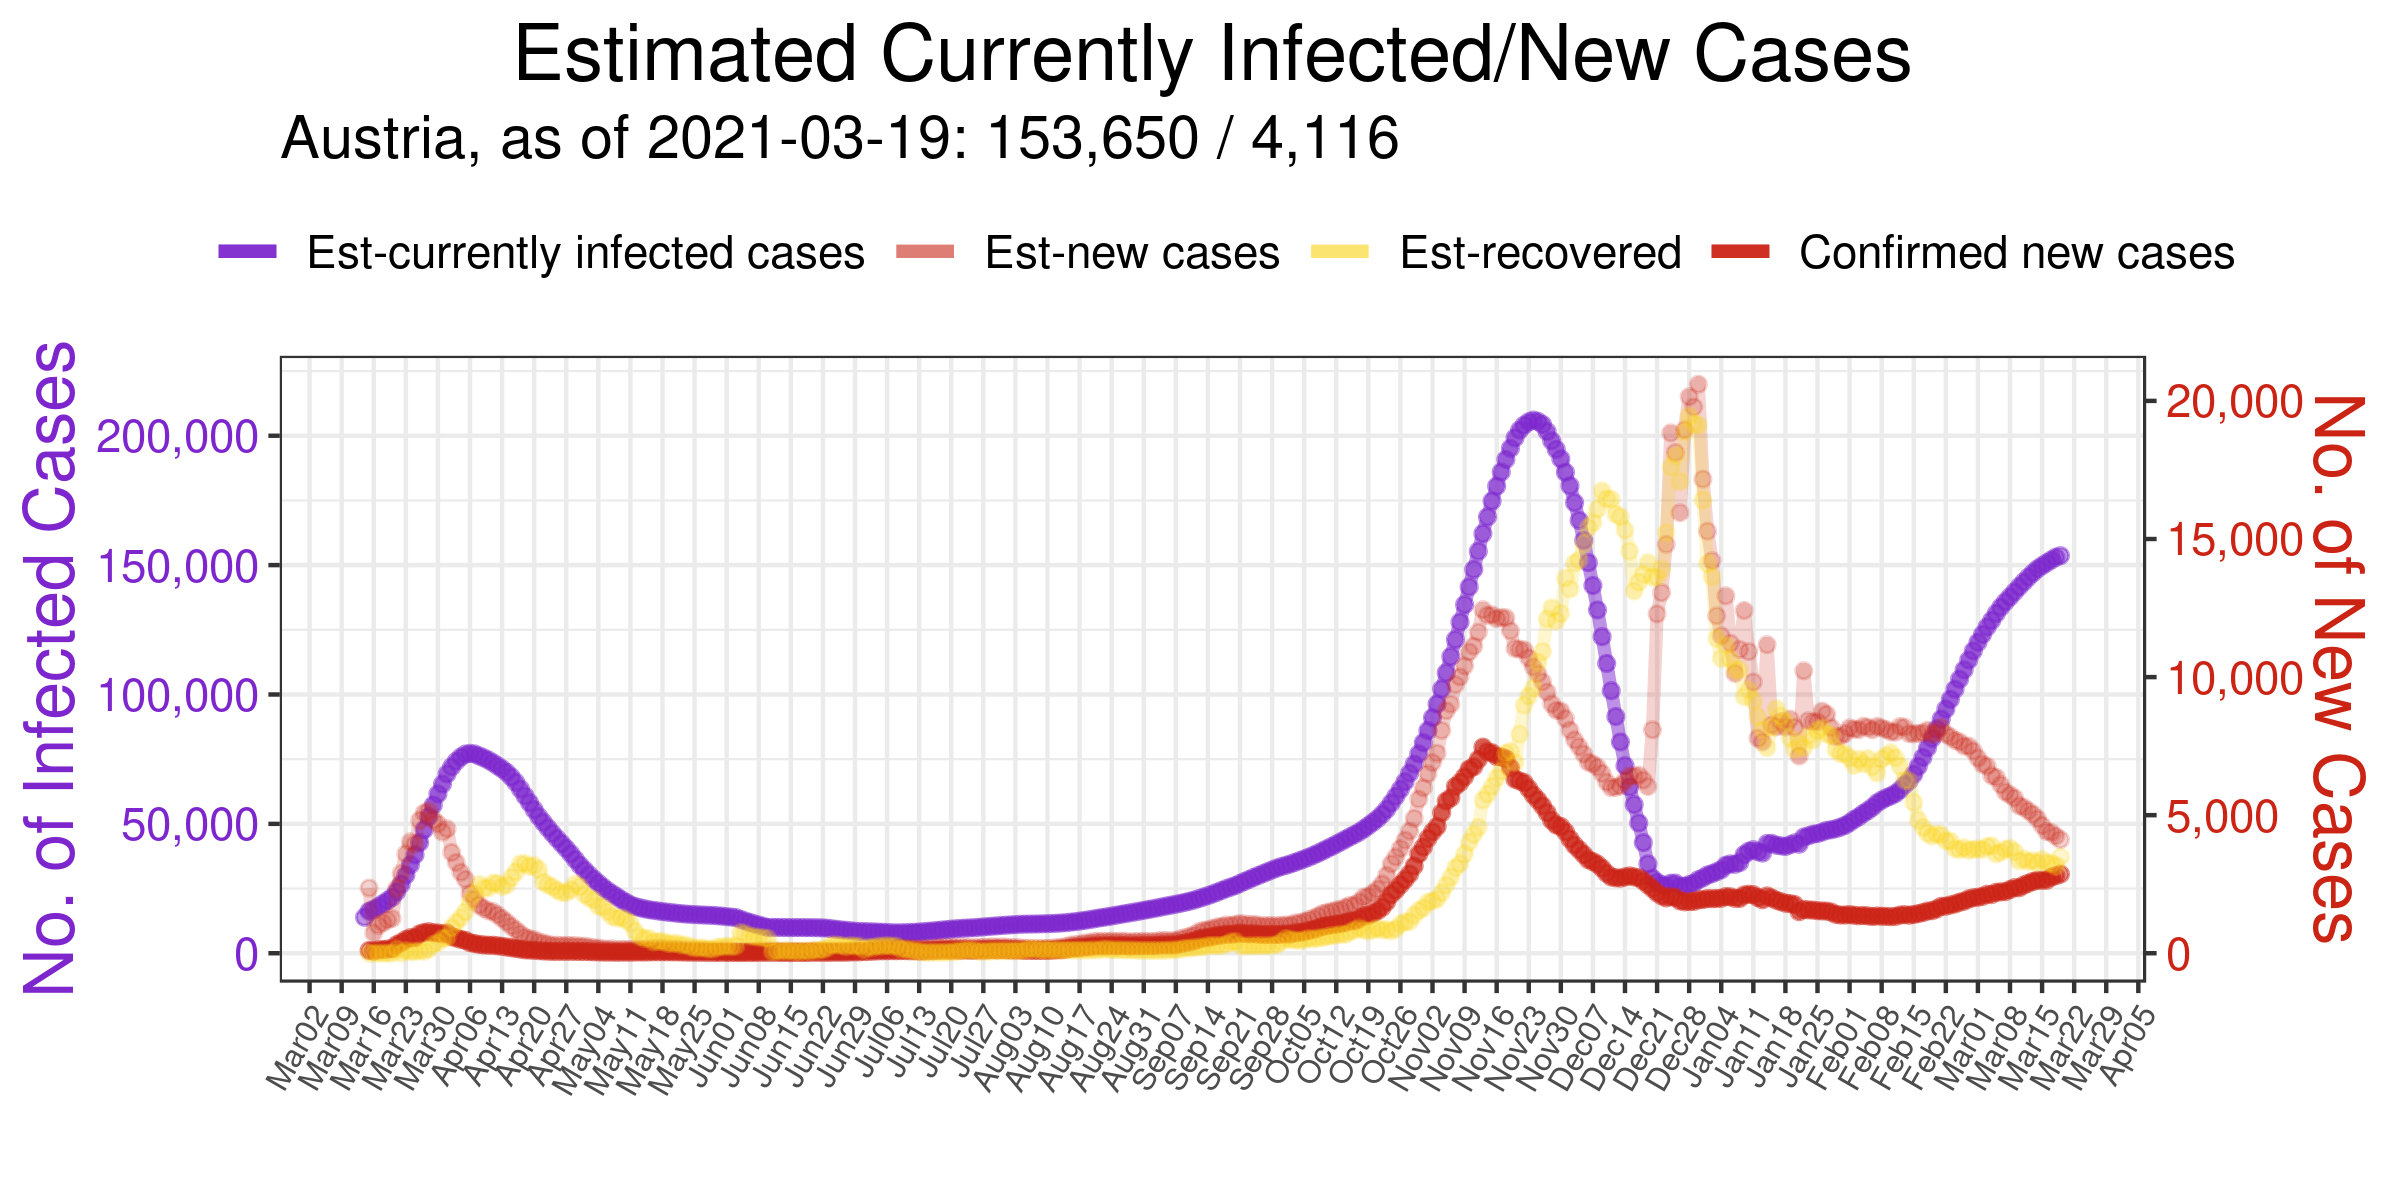 Estimated Currently Infected/New Cases
Austria, as of 2021-03-19: 153,650 / 4,116
Est-currently infected cases
Est-new cases
Est-recovered
Confirmed new cases
No. of Infected Cases
200,000
150,000
100,000
50,000
0
20,000
15,000
10,000
5,000
0
No. of New Cases
Mar02
Mar09
Mar16
Mar23
Mar30
Apr06
Apr13
Apr20
Apr27
May04
May11
May18
May25
Jun01
Jun08
Jun15
Jun22
Jun29
Jul06
Jul13
Jul20
Jul27
Aug03
Aug10
Aug17
Aug24
Aug31
Sep07
Sep14
Sep21
Sep28
Oct05
Oct12
Oct19
Oct26
Nov02
Nov09
Nov16
Nov23
Nov30
Dec07
Dec14
Dec21
Dec28
Jan04
Jan11
Jan18
Jan25
Feb01
Feb08
Feb15
Feb22
Mar01
Mar08
Mar15
Mar22
Mar29
Apr05